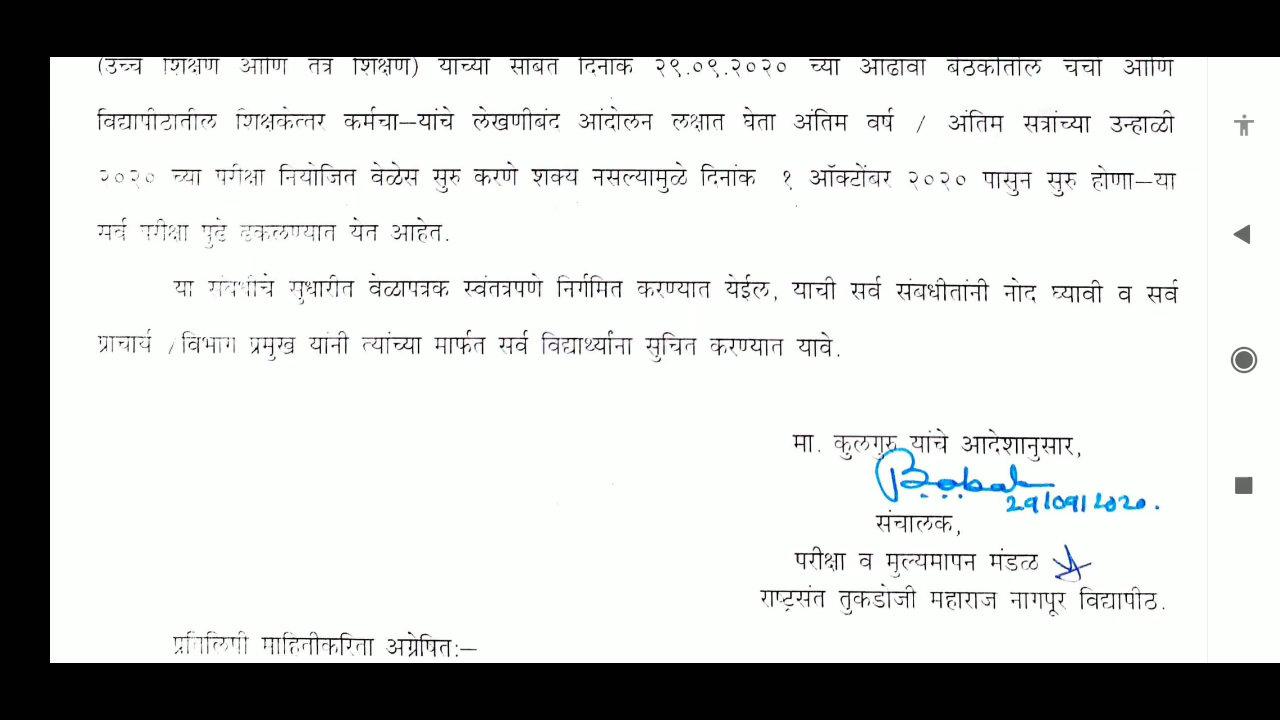 (उच्च शिक्षण आणि तंत्र शिक्षण) यांच्या सोबत दिनांक २९.०९.२०२० च्या आढावा बैठकीतील चर्चा आणि
विद्यापीठातील शिक्षकेत्तर कर्मचा–यांचे लेखणीबंद आंदोलन लक्षात घेता अंतिम वर्ष / अंतिम सत्रांच्या उन्हाळी
२०२० च्या परीक्षा नियोजित वेळेस सुरु करणे शक्य नसल्यामुळे दिनांक १ ऑक्टोंबर २०२० पासुन सुरु होणा–या
सर्व परीक्षा पुढे ढकलण्यात येत आहेत.
या संबधीचे सुधारीत वेळापत्रक स्वंतत्रपणे निर्गमित करण्यात येईल, याची सर्व संबधीतांनी नोद घ्यावी व सर्व
प्राचार्य /विभाग प्रमुख यांनी त्यांच्या मार्फत सर्व विद्यार्थ्यांना सुचित करण्यात यावे.
मा. कुलगुरु यांचे आदेशानुसार,
29/09/2020.
संचालक,
परीक्षा व मुल्यमापन मंडळ
राष्ट्रसंत तुकडोजी महाराज नागपूर विद्यापीठ.
प्रतिलिपी माहितीकरिता अग्रेषित:–